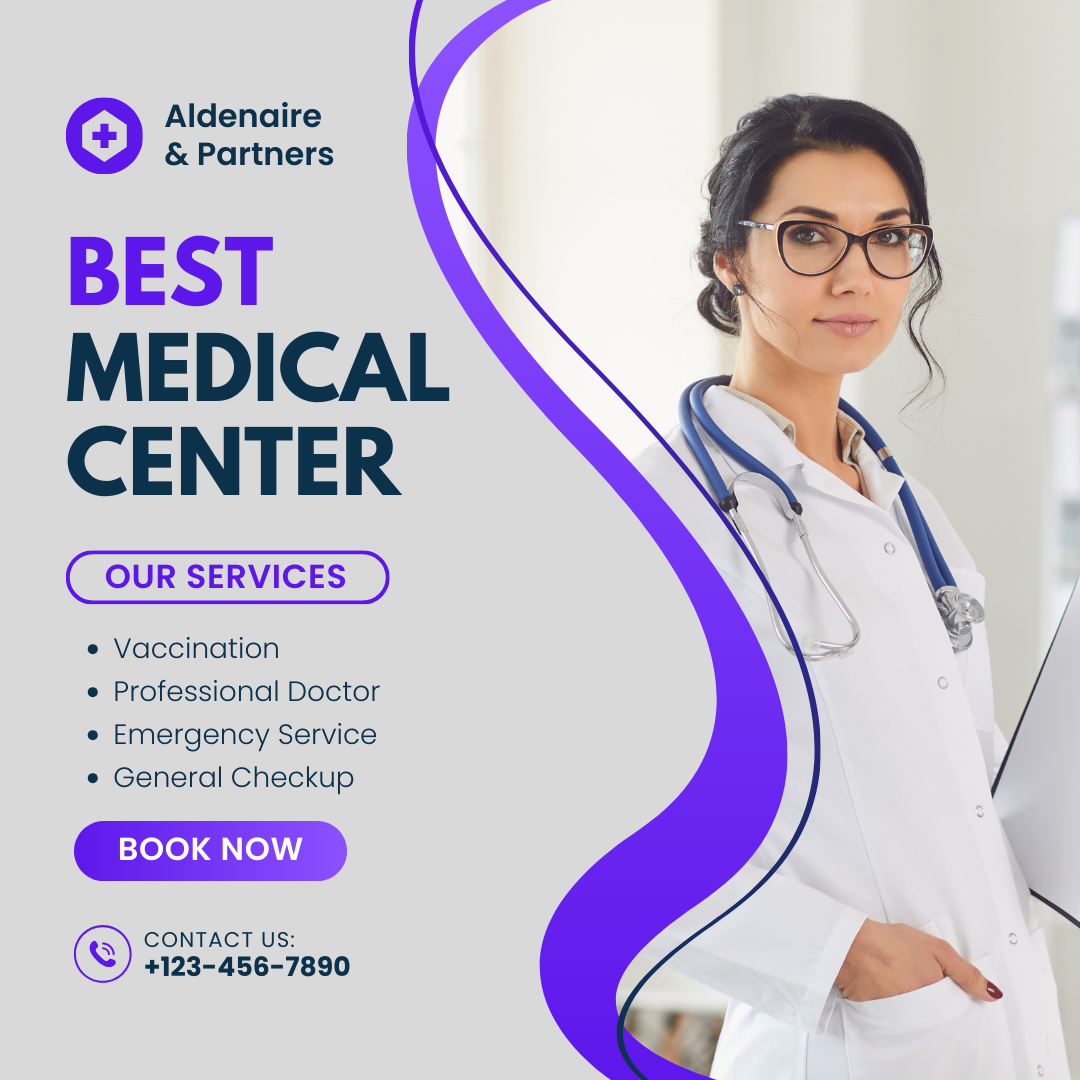 Aldenaire
& Partners
BEST
MEDICAL
CENTER
OUR SERVICES
• Vaccination
• Professional Doctor
• Emergency Service
• General Checkup
BOOK NOW
CONTACT US:
+123-456-7890